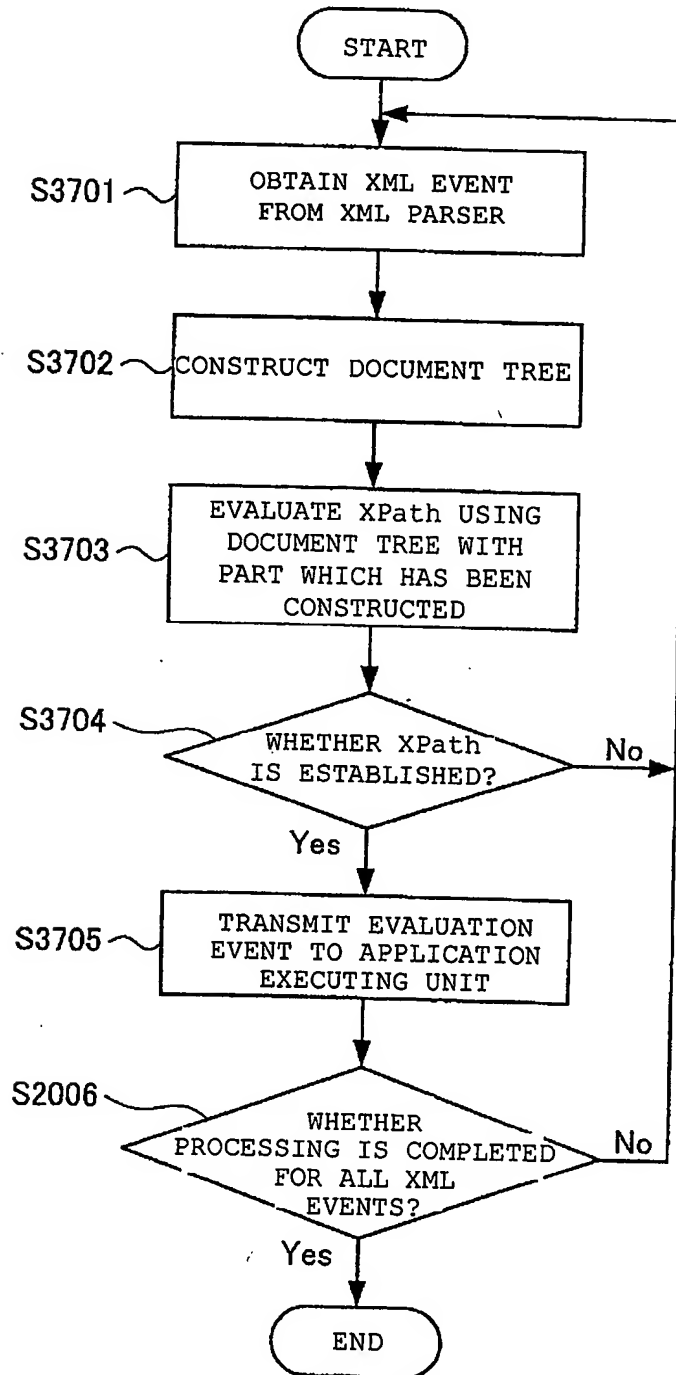 START
S3701
OBTAIN XML EVENT
FROM XML PARSER
S3702
CONSTRUCT DOCUMENT TREE
S3703
EVALUATE XPath USING
DOCUMENT TREE WITH
PART WHICH HAS BEEN
CONSTRUCTED
S3704
WHETHER XPath
IS ESTABLISHED?
No
Yes
S3705
TRANSMIT EVALUATION
EVENT TO APPLICATION
EXECUTING UNIT
S2006
WHETHER
PROCESSING IS COMPLETED
FOR ALL XML
EVENTS?
No
Yes
END